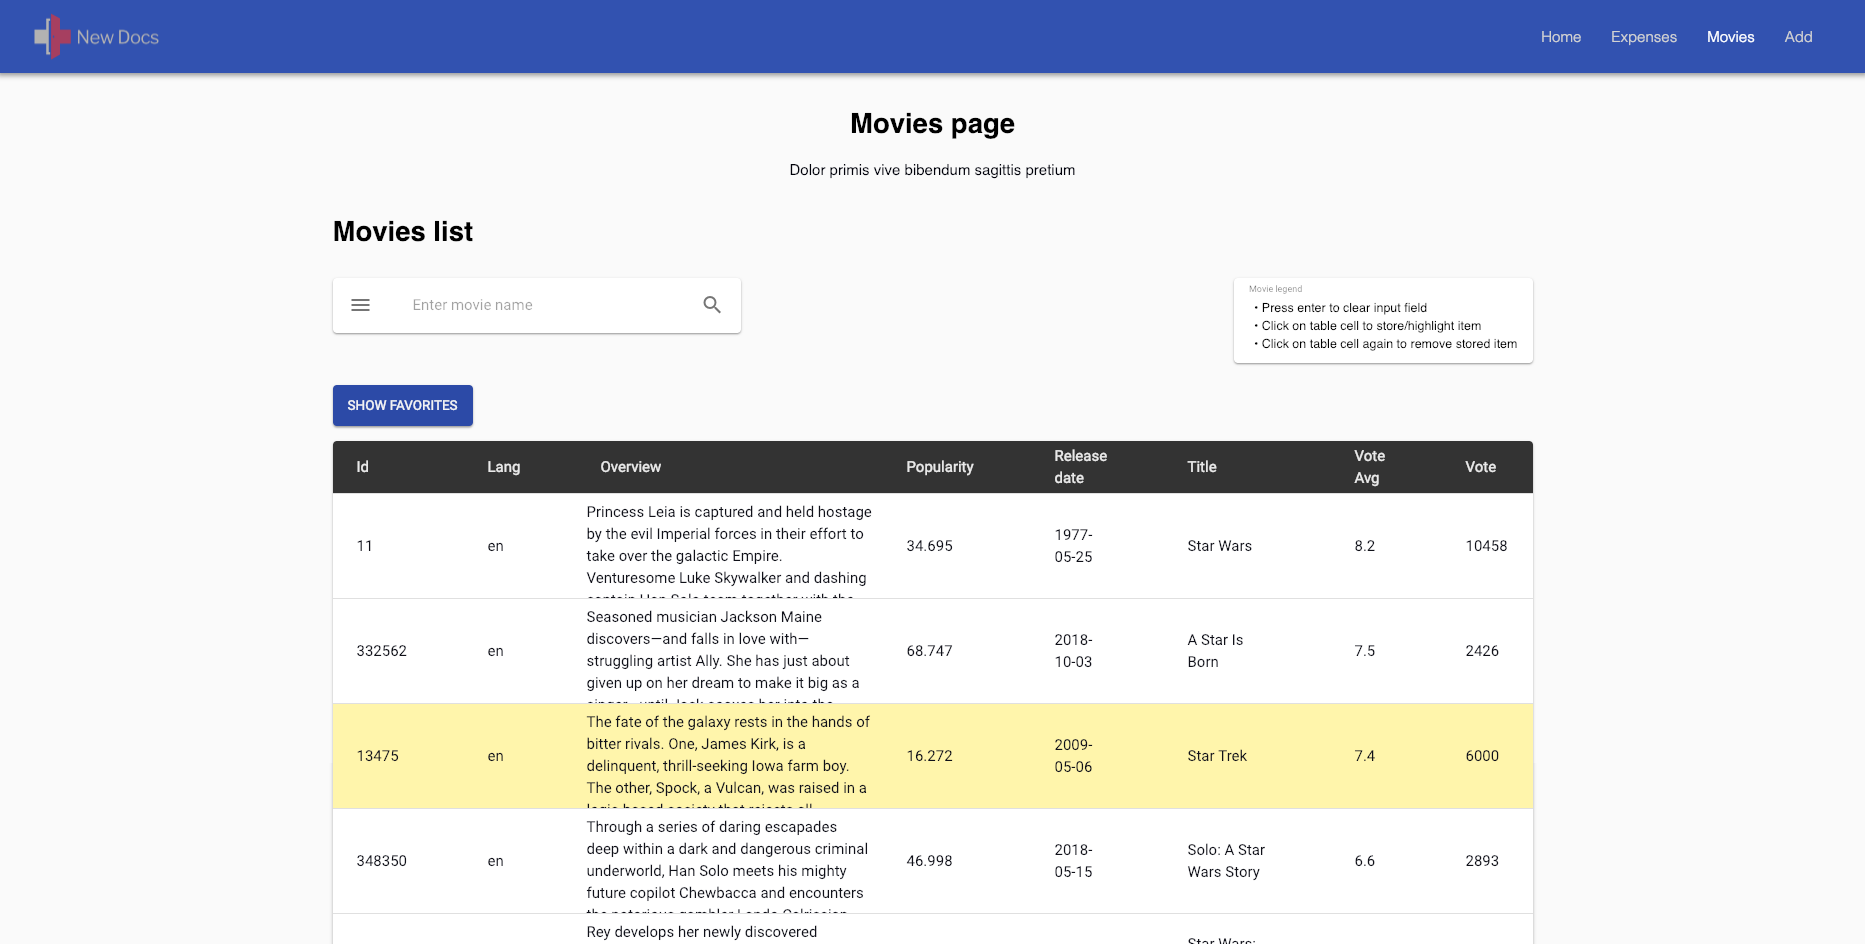 New Docs
Home Expenses Movies Add
Movies page
Dolor primis vive bibendum sagittis pretium
Movies list
Enter movie name
Movie legend
• Press enter to clear input field
• Click on table cell to store/highlight item
• Click on table cell again to remove stored item
SHOW FAVORITES
Id Lang Overview Popularity Release date Title Vote Avg Vote
11
en
Princess Leia is captured and held hostage
by the evil Imperial forces in their effort to
take over the galactic Empire.
Venturesome Luke Skywalker and dashing
captain Han Solo team together with the
34.695
1977-
05-25
Star Wars
8.2
10458
332562
en
Seasoned musician Jackson Maine
discovers—and falls in love with—
struggling artist Ally. She has just about
given up on her dream to make it big as a
68.747
2018-
10-03
A Star Is
Born
7.5
2426
13475
en
The fate of the galaxy rests in the hands of
bitter rivals. One, James Kirk, is a
delinquent, thrill-seeking Iowa farm boy.
The other, Spock, a Vulcan, was raised in a
16.272
2009-
05-06
Star Trek
7.4
6000
348350
en
Through a series of daring escapades
deep within a dark and dangerous criminal
underworld, Han Solo meets his mighty
future copilot Chewbacca and encounters
46.998
2018-
05-15
Solo: A Star
Wars Story
6.6
2893
Rey develops her newly discovered
Star Wars: